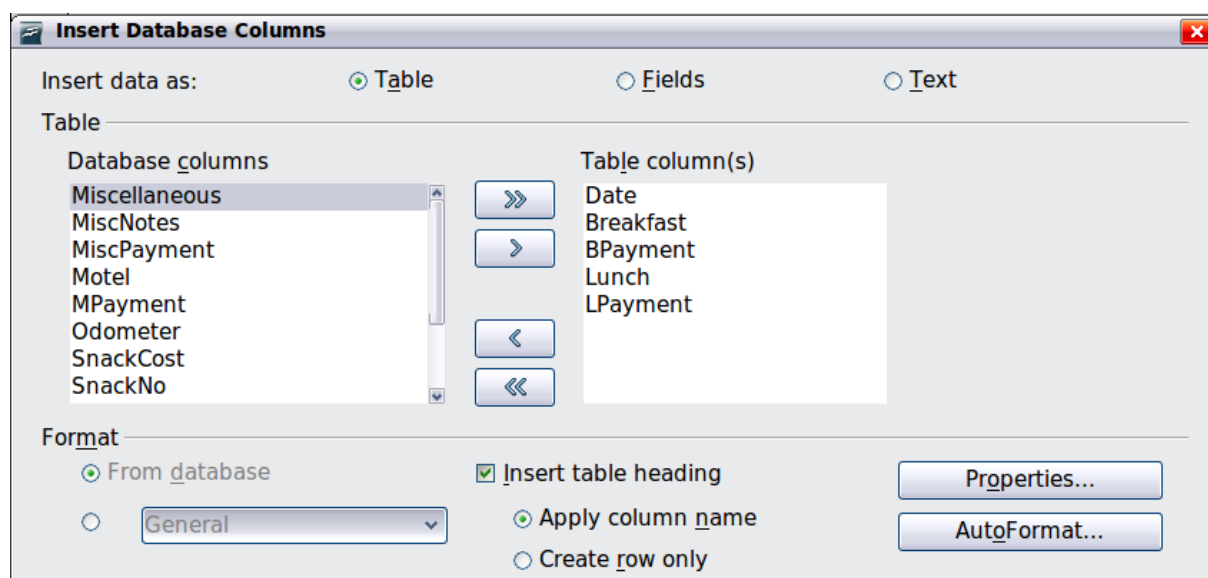 Insert Database Columns
Insert data as: Table Fields Text
Table
Database columns
Miscellaneous
MiscNotes
MiscPayment
Motel
MPayment
Odometer
SnackCost
SnackNo
Table column(s)
Date
Breakfast
BPayment
Lunch
LPayment
Format
From database
General
Insert table heading
Apply column name
Create row only
Properties...
AutoFormat...